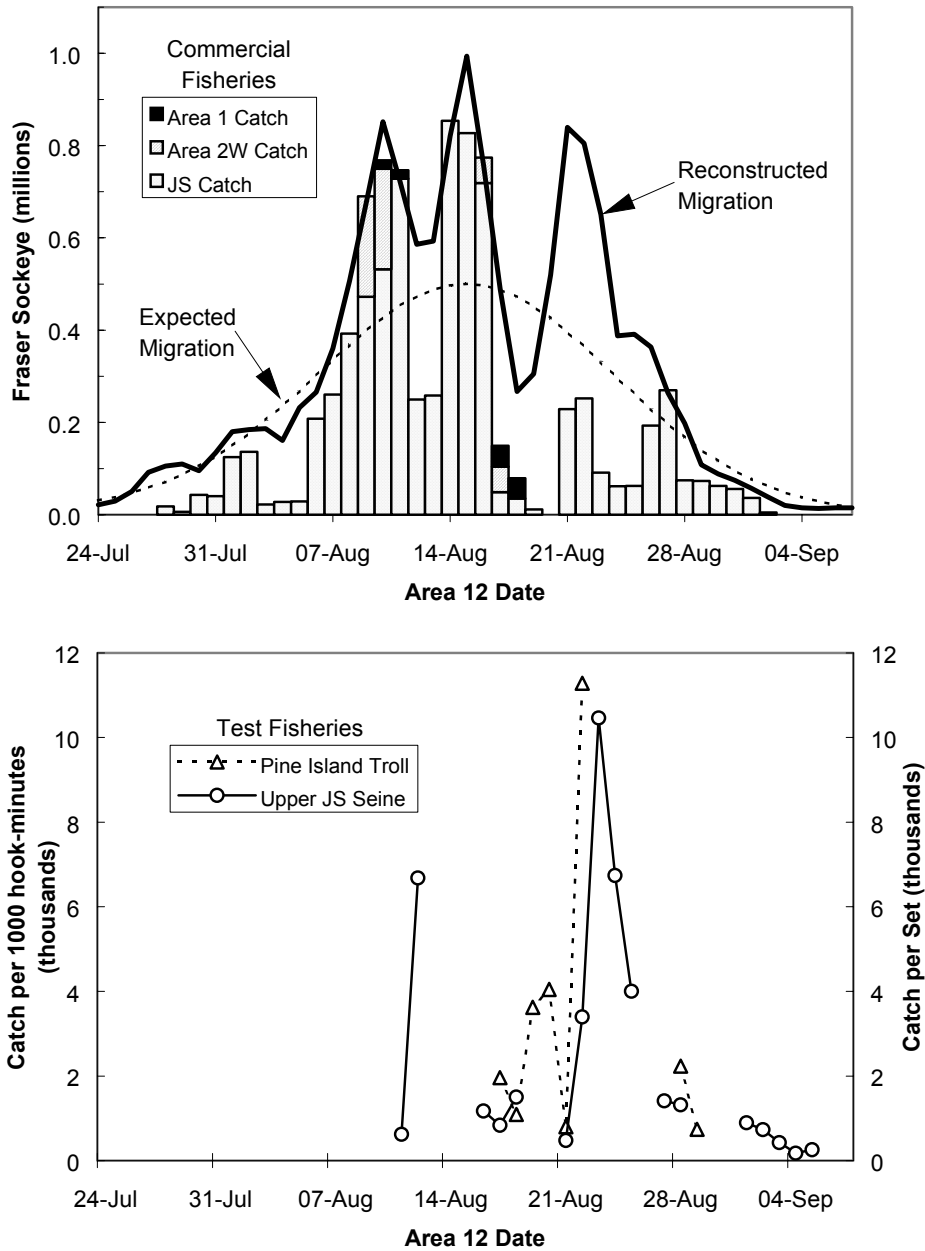 Fraser Sockeye (millions)
1.0
0.8
0.6
0.4
0.2
0.0
Commercial
Fisheries
Area 1 Catch
Area 2W Catch
JS Catch
Reconstructed
Migration
Expected
Migration
24-Jul 31-Jul 07-Aug 14-Aug 21-Aug 28-Aug 04-Sep
Area 12 Date
Catch per 1000 hook-minutes
(thousands)
12
10
8
6
4
2
0
Test Fisheries
Pine Island Troll
Upper JS Seine
12
10
8
6
4
2
0
Catch per Set (thousands)
24-Jul 31-Jul 07-Aug 14-Aug 21-Aug 28-Aug 04-Sep
Area 12 Date